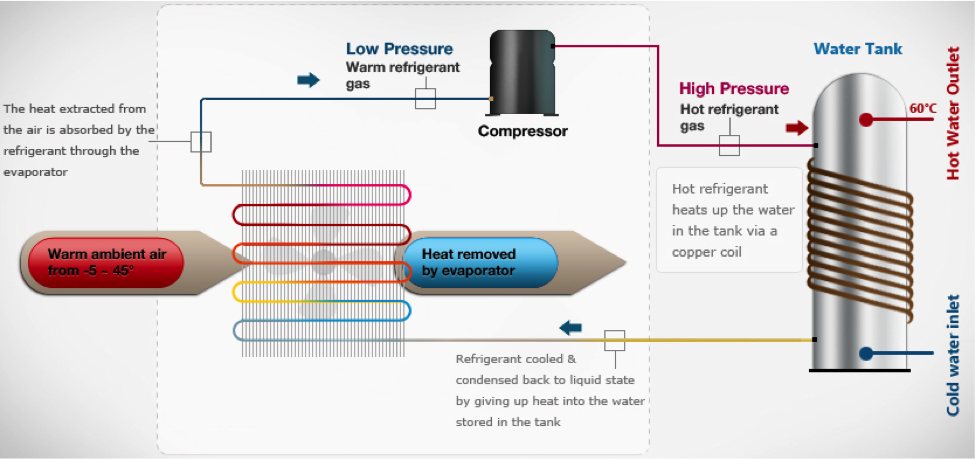 Low Pressure
Warm refrigerant
gas
Compressor
Water Tank
High Pressure
Hot refrigerant
gas
60°C
Hot Water Outlet
The heat extracted from
the air is absorbed by the
refrigerant through the
evaporator
Hot refrigerant
heats up the water
in the tank via a
copper coil
Warm ambient air
from -5 ~ 45°
Heat removed
by evaporator
Cold water inlet
Refrigerant cooled &
condensed back to liquid state
by giving up heat into the water
stored in the tank